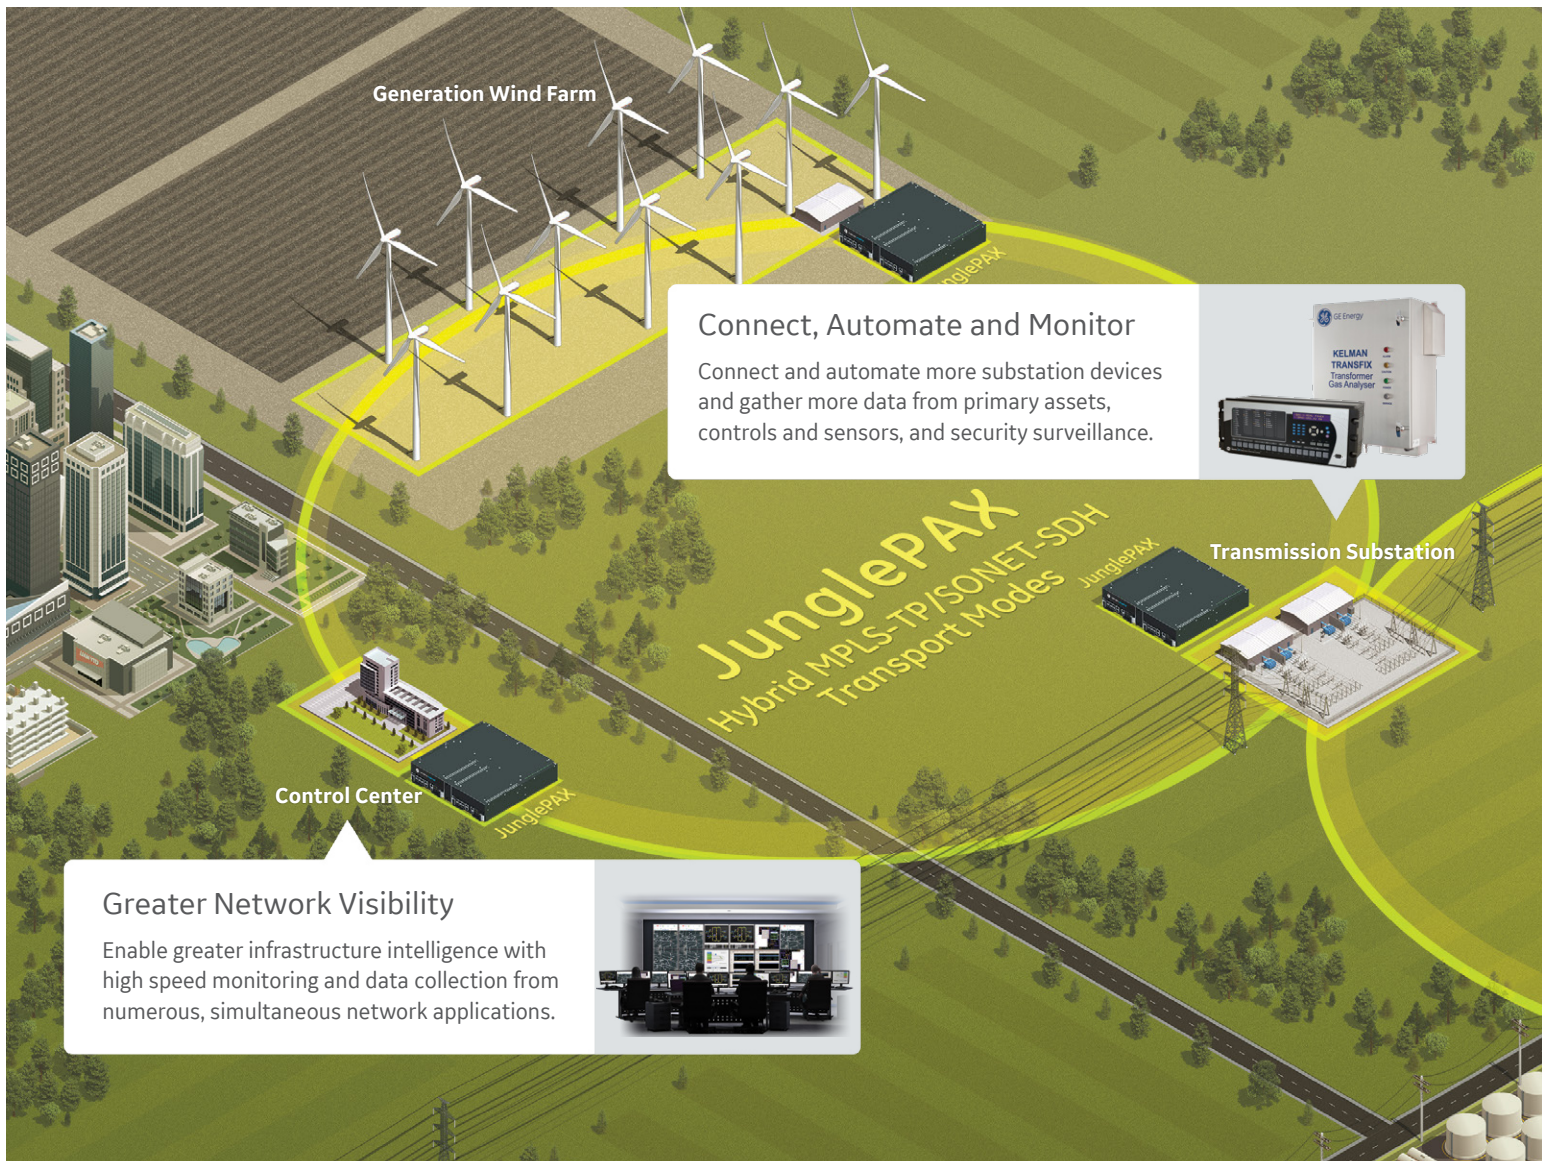 Generation Wind Farm
JunglePAX
Connect, Automate and Monitor
Connect and automate more substation devices
and gather more data from primary assets,
controls and sensors, and security surveillance.
GE Energy
KELMAN
TRANSFIX
Transformer
Gas Analyser
JunglePAX
Hybrid MPLS-TP/SONET-SDH
Transport Modes
JunglePAX
Transmission Substation
Control Center
JunglePAX
Greater Network Visibility
Enable greater infrastructure intelligence with
high speed monitoring and data collection from
numerous, simultaneous network applications.